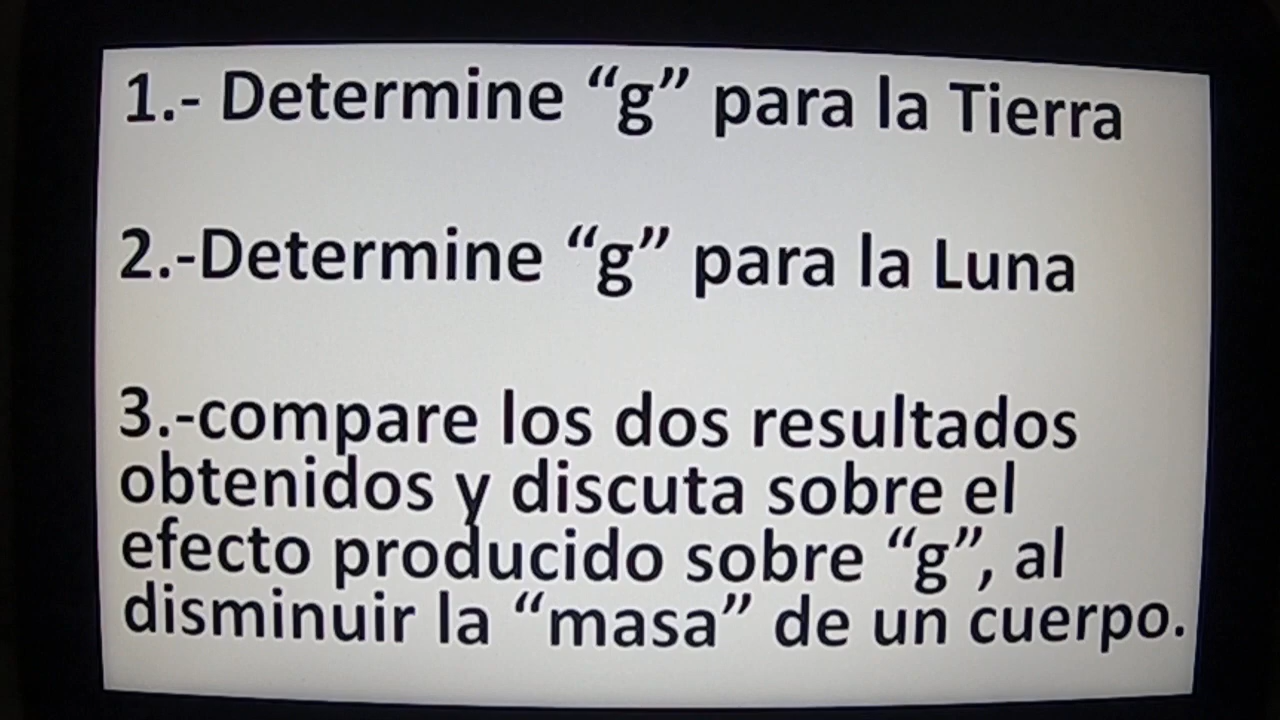 1.- Determine “g” para la Tierra
2.-Determine “g” para la Luna
3.-compare los dos resultados
obtenidos y discuta sobre el
efecto producido sobre “g”, al
disminuir la “masa” de un cuerpo.